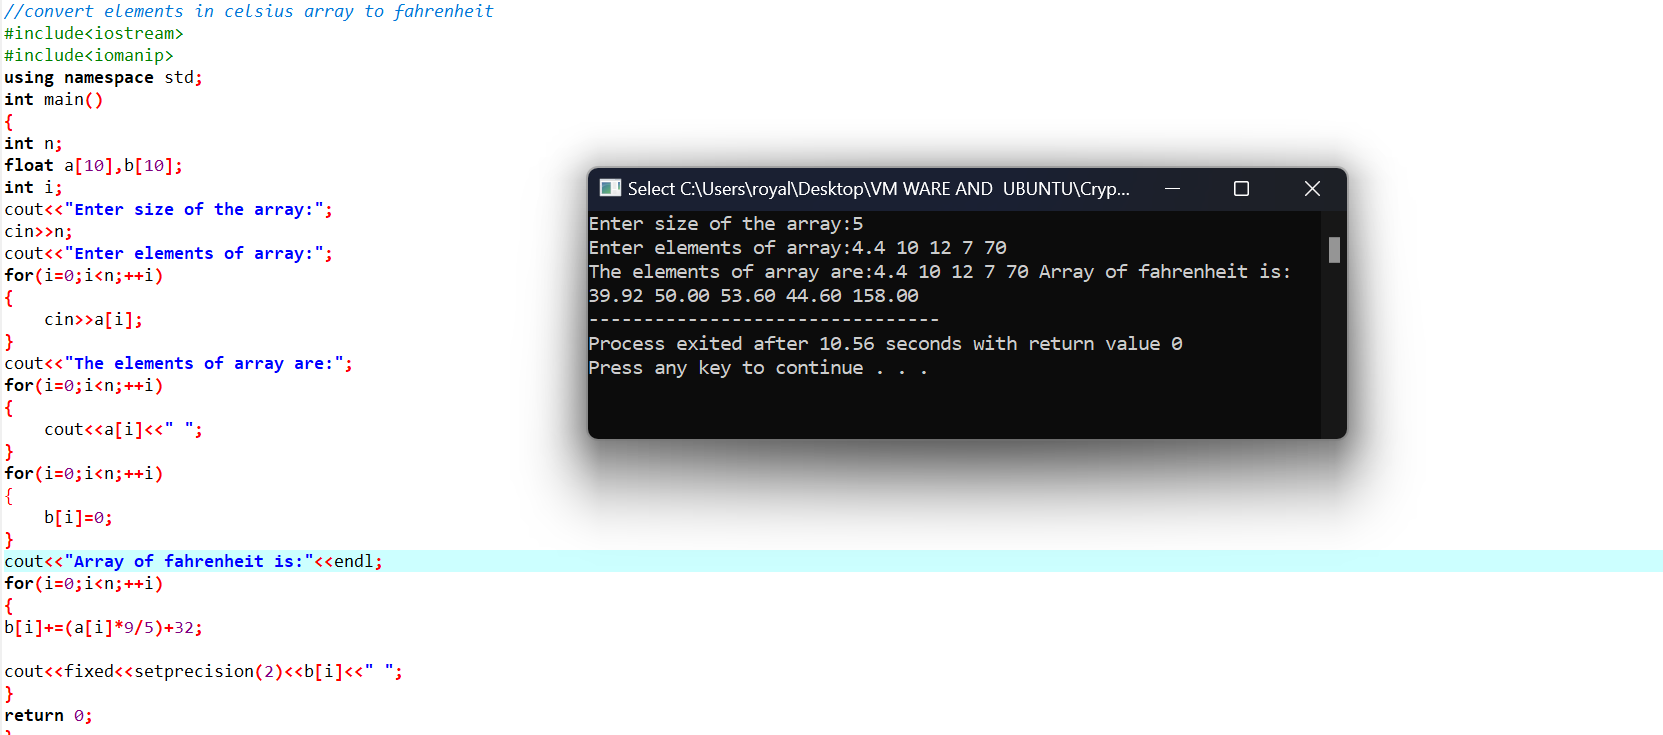 //convert elements in celsius array to fahrenheit
#include<iostream>
#include<iomanip>
using namespace std;
int main()
{
int n;
float a[10],b[10];
int i;
cout<<"Enter size of the array:";
cin>>n;
cout<<"Enter elements of array:";
for(i=0;i<n;++i)
{
    cin>>a[i];
}
cout<<"The elements of array are:";
for(i=0;i<n;++i)
{
    cout<<a[i]<<" ";
}
for(i=0;i<n;++i)
{
    b[i]=0;
}
cout<<"Array of fahrenheit is:"<<endl;
for(i=0;i<n;++i)
{
b[i]+=(a[i]*9/5)+32;
cout<<fixed<<setprecision(2)<<b[i]<<" ";
}
return 0;
Select C:\Users\royal\Desktop\VM WARE AND  UBUNTU\Cryp...
Enter size of the array:5
Enter elements of array:4.4 10 12 7 70
The elements of array are:4.4 10 12 7 70 Array of fahrenheit is:
39.92 50.00 53.60 44.60 158.00
--------------------------------
Process exited after 10.56 seconds with return value 0
Press any key to continue . . .